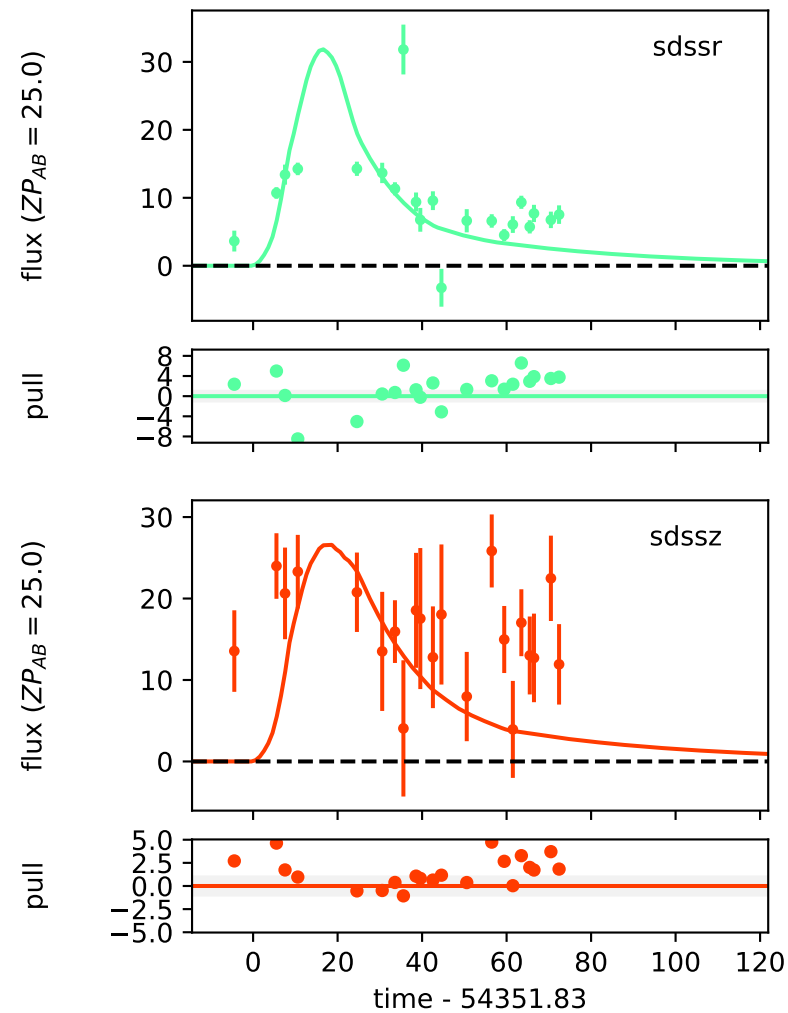 sdssr
flux (ZP_AB = 25.0)
30
20
10
0
pull
8
4
0
−4
−8
sdssz
flux (ZP_AB = 25.0)
30
20
10
0
pull
5.0
2.5
0.0
−2.5
−5.0
0 20 40 60 80 100 120
time - 54351.83